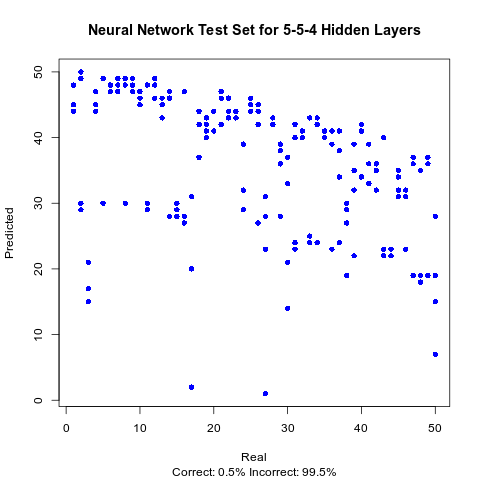 Neural Network Test Set for 5-5-4 Hidden Layers
50
40
30
20
10
0
Predicted
0 10 20 30 40 50
Real
Correct: 0.5% Incorrect: 99.5%